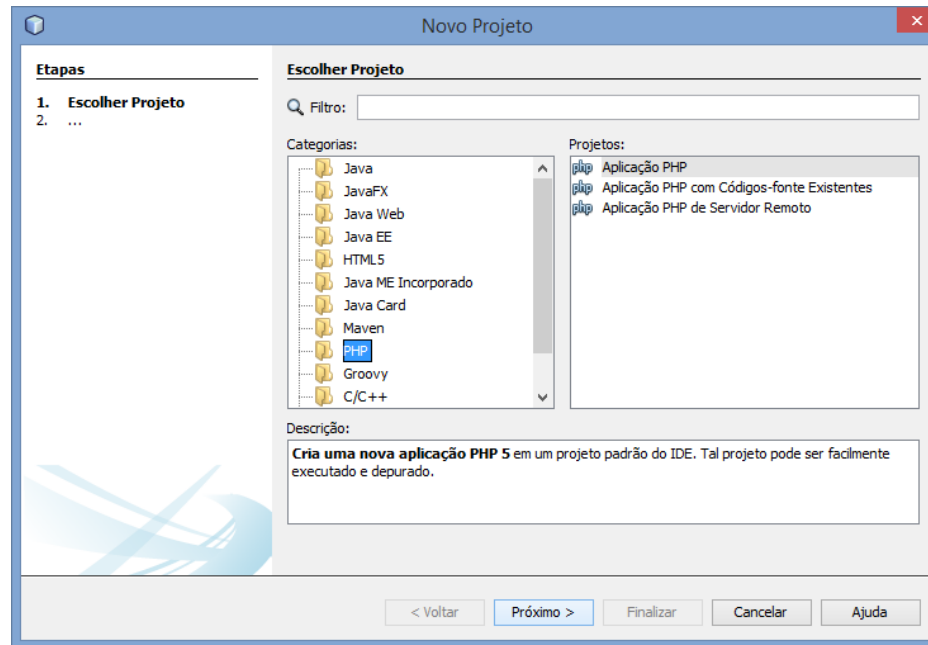 Novo Projeto
Etapas
1. Escolher Projeto
2. ...
Escolher Projeto
Filtro:
Categorias:
Java
JavaFX
Java Web
Java EE
HTML5
Java ME Incorporado
Java Card
Maven
PHP
Groovy
C/C++
Projetos:
php Aplicação PHP
php Aplicação PHP com Códigos-fonte Existentes
php Aplicação PHP de Servidor Remoto
Descrição:
Cria uma nova aplicação PHP 5 em um projeto padrão do IDE. Tal projeto pode ser facilmente
executado e depurado.
< Voltar
Próximo >
Finalizar
Cancelar
Ajuda